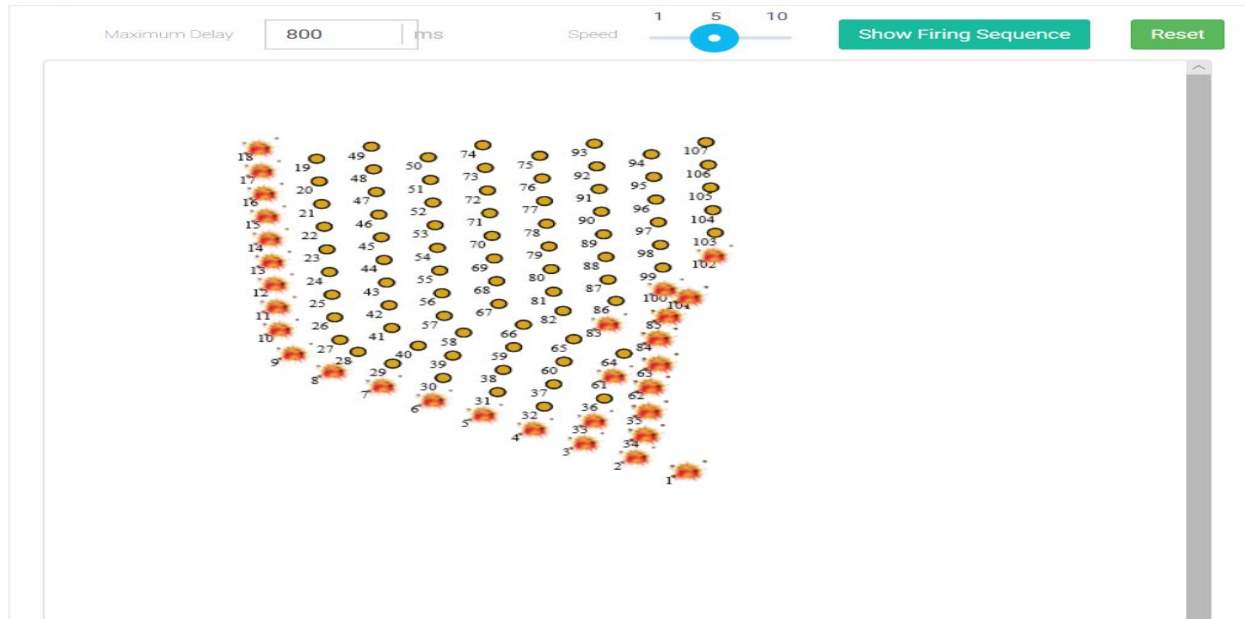 Maximum Delay 800 ms Speed 1 5 10 Show Firing Sequence Reset
18 19 49 50 74 75 93 94 107
17 20 48 51 73 76 92 95 106
16 21 47 52 72 77 91 96 105
15 22 46 53 71 78 90 97 104
14 23 45 54 70 79 89 98 103
13 24 44 55 69 80 88 99 102
12 25 43 56 68 81 87 100 101
11 26 42 57 67 82 86 85
10 27 41 58 66 83 84
9 28 40 59 65 64 63
8 29 39 60 61 62
7 30 38 37 36 35
6 31 32 33 34
5 4 3 2 1